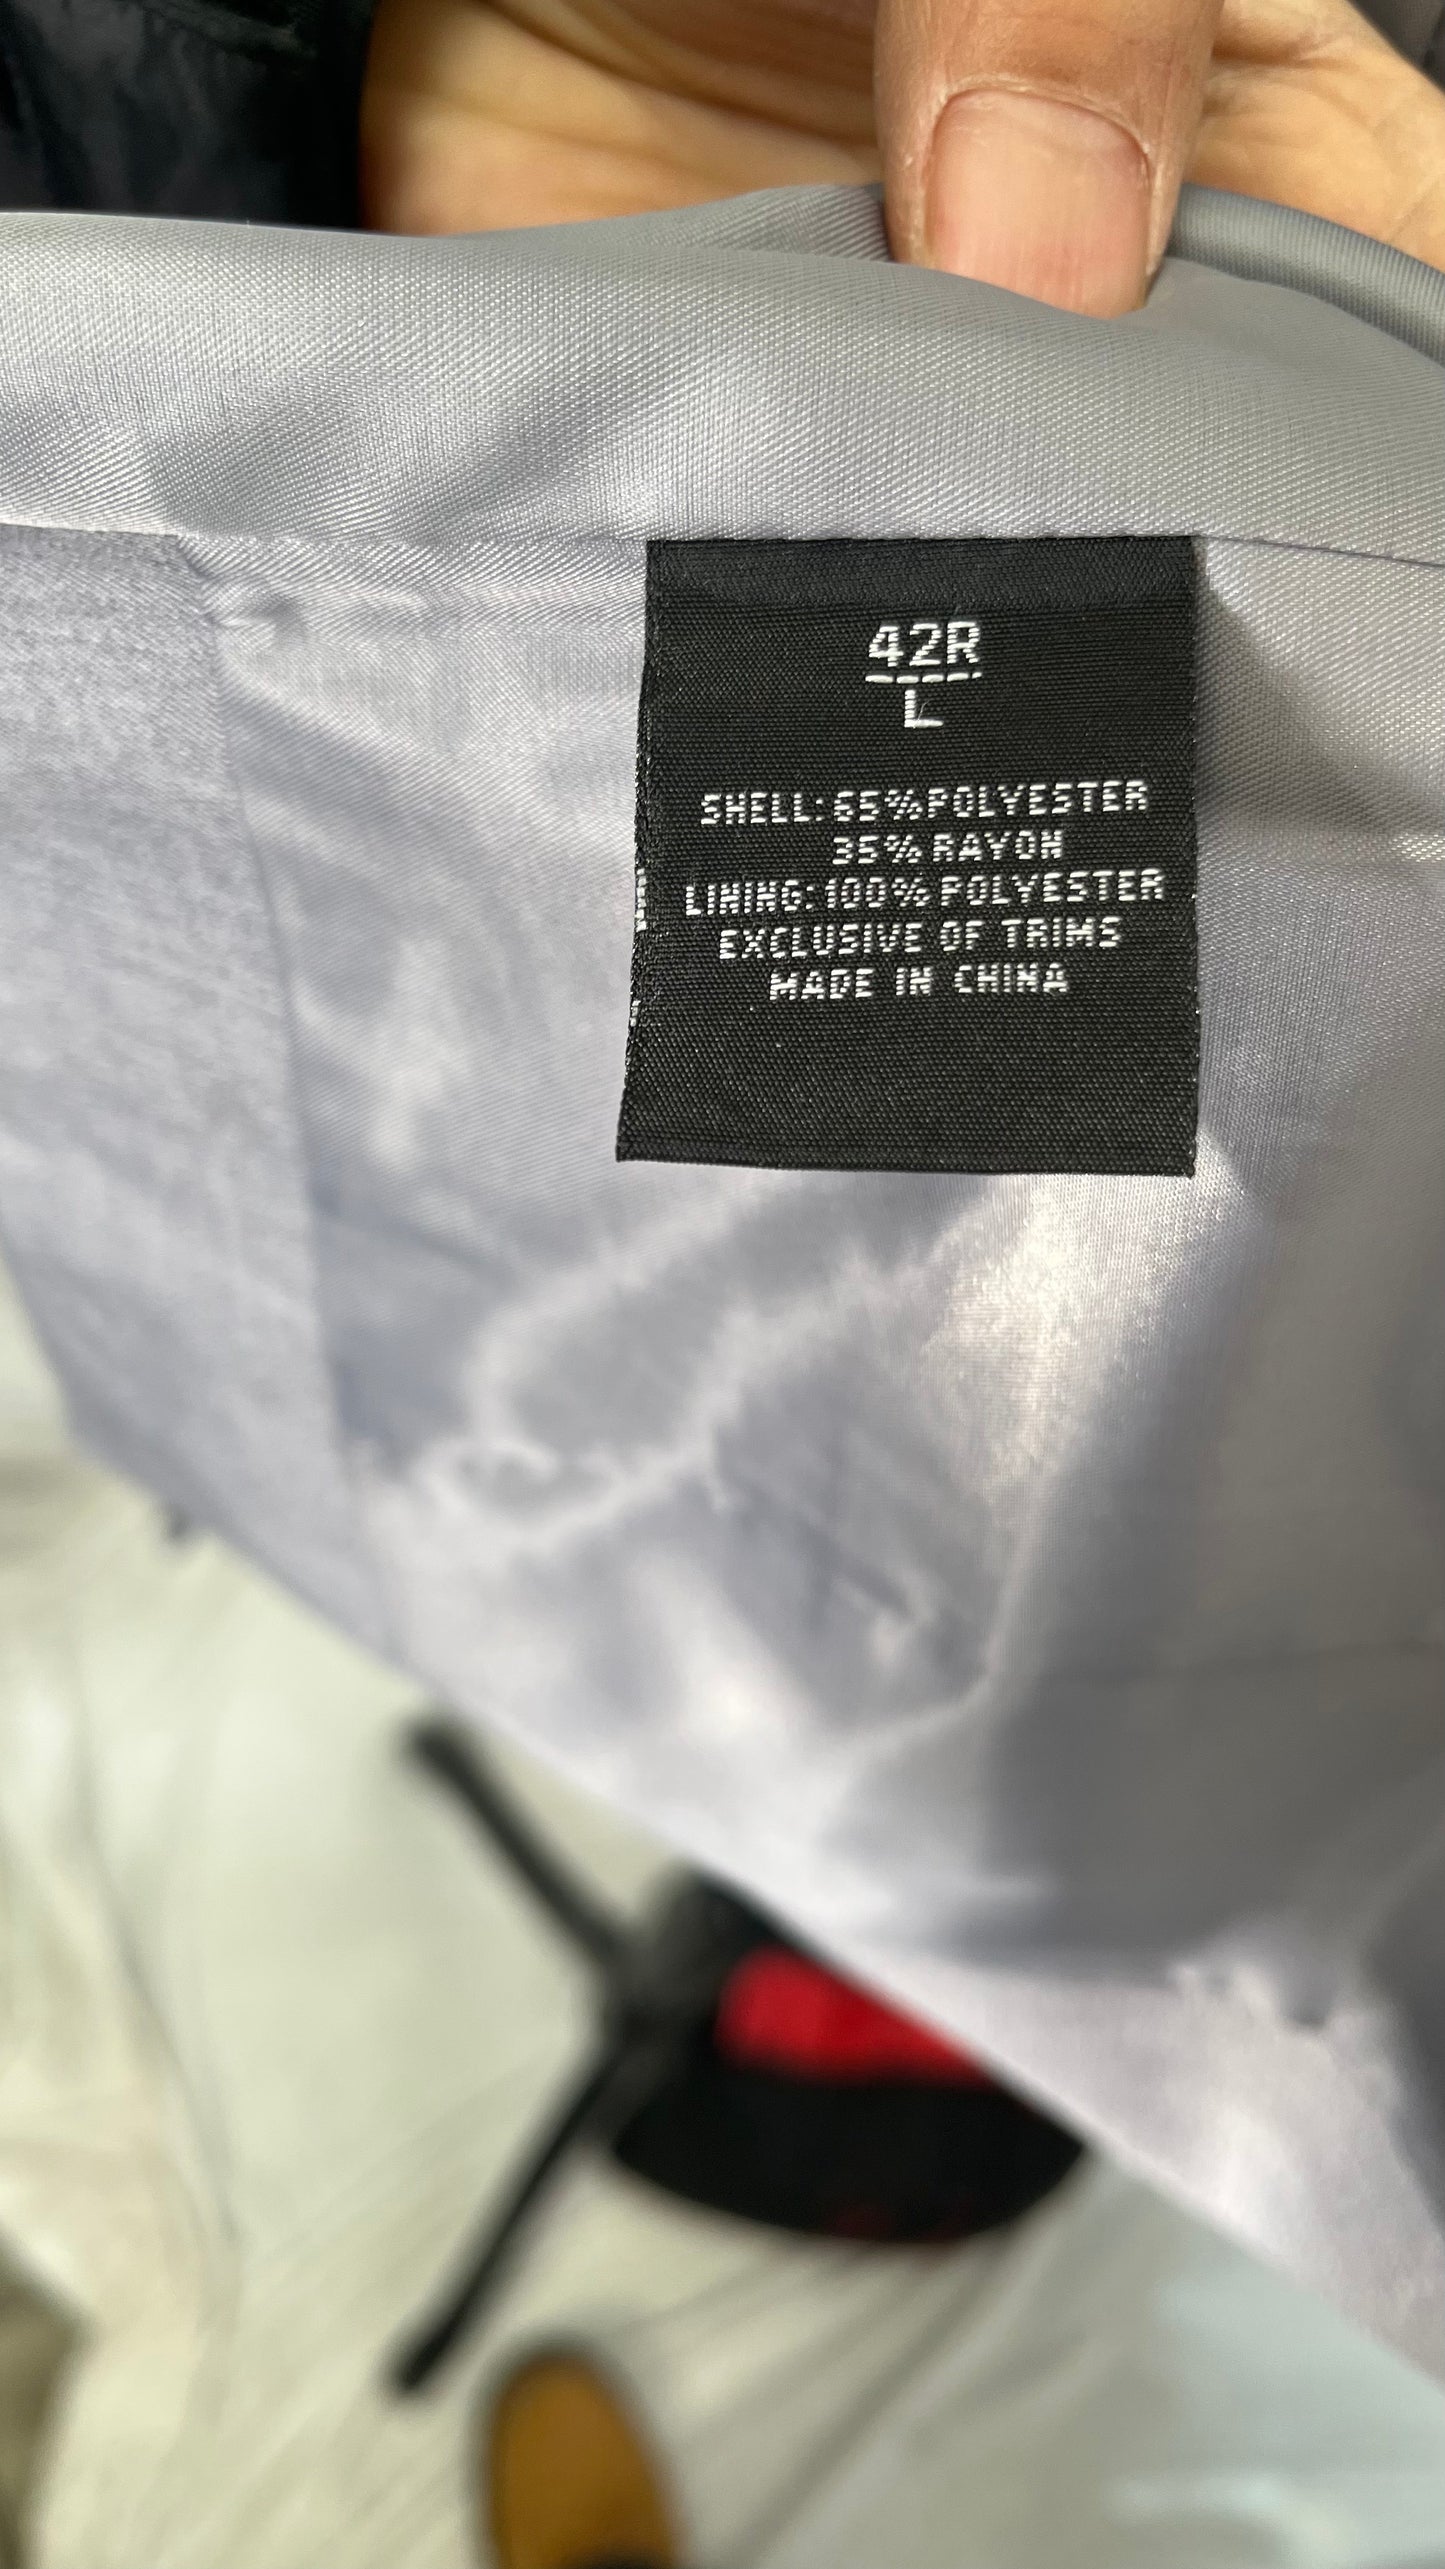 42R
L
SHELL: 65% POLYESTER
35% RAYON
LINING: 100% POLYESTER
EXCLUSIVE OF TRIMS
MADE IN CHINA